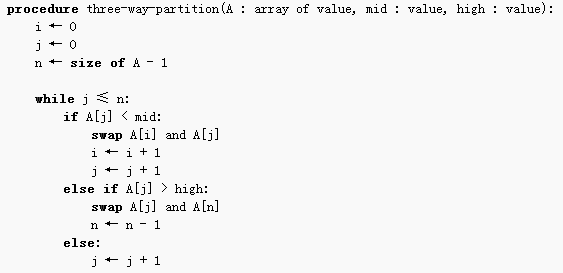 procedure three-way-partition(A : array of value, mid : value, high : value):
i ← 0
j ← 0
n ← size of A - 1
while j ≤ n:
if A[j] < mid:
swap A[i] and A[j]
i ← i + 1
j ← j + 1
else if A[j] > high:
swap A[j] and A[n]
n ← n - 1
else:
j ← j + 1